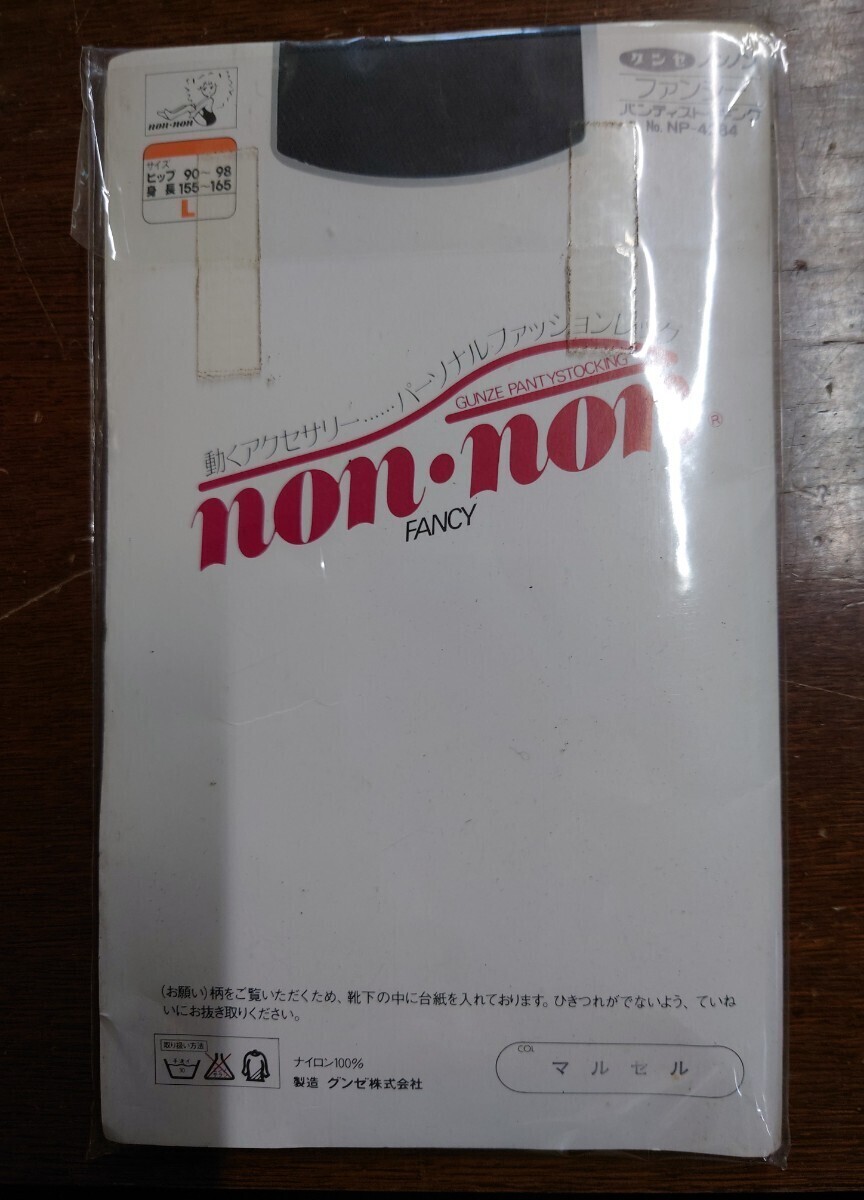 non-non
グンゼ
ファンシー
パンティストッキング
No. NP-4284
サイズ
ヒップ 90～98
身長 155～165
L
動くアクセサリー……パーソナルファッションレッグ
GUNZE PANTYSTOCKING
non・non ®
FANCY
(お願い)柄をご覧いただくため、靴下の中に台紙を入れております。ひきつれがでないよう、ていね
いにお抜き取りください。
取り扱い方法
ナイロン100%
製造 グンゼ株式会社
COL
マルセル